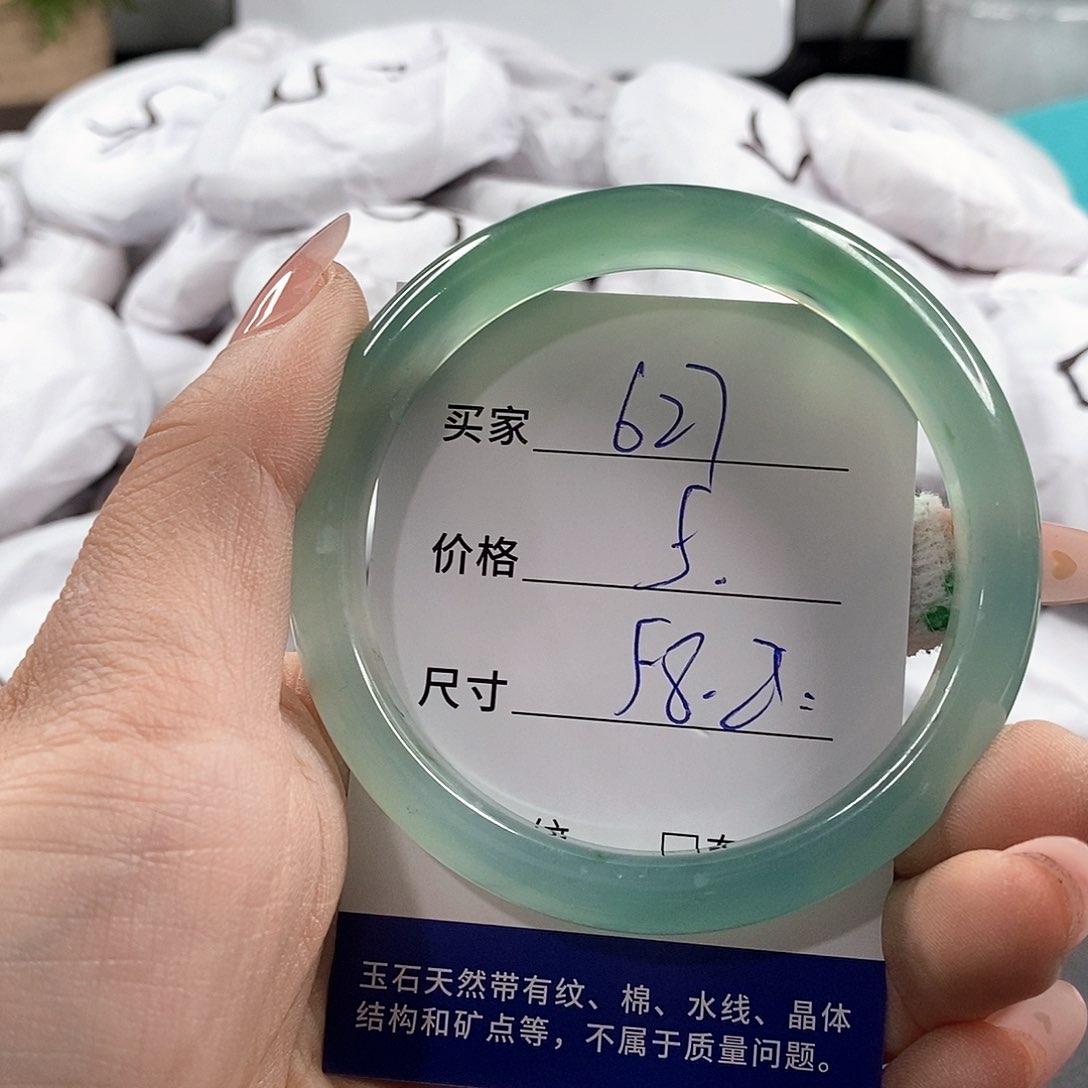 买家 627
价格 5.
尺寸 58.
玉石天然带有纹、棉、水线、晶体
结构和矿点等，不属于质量问题。